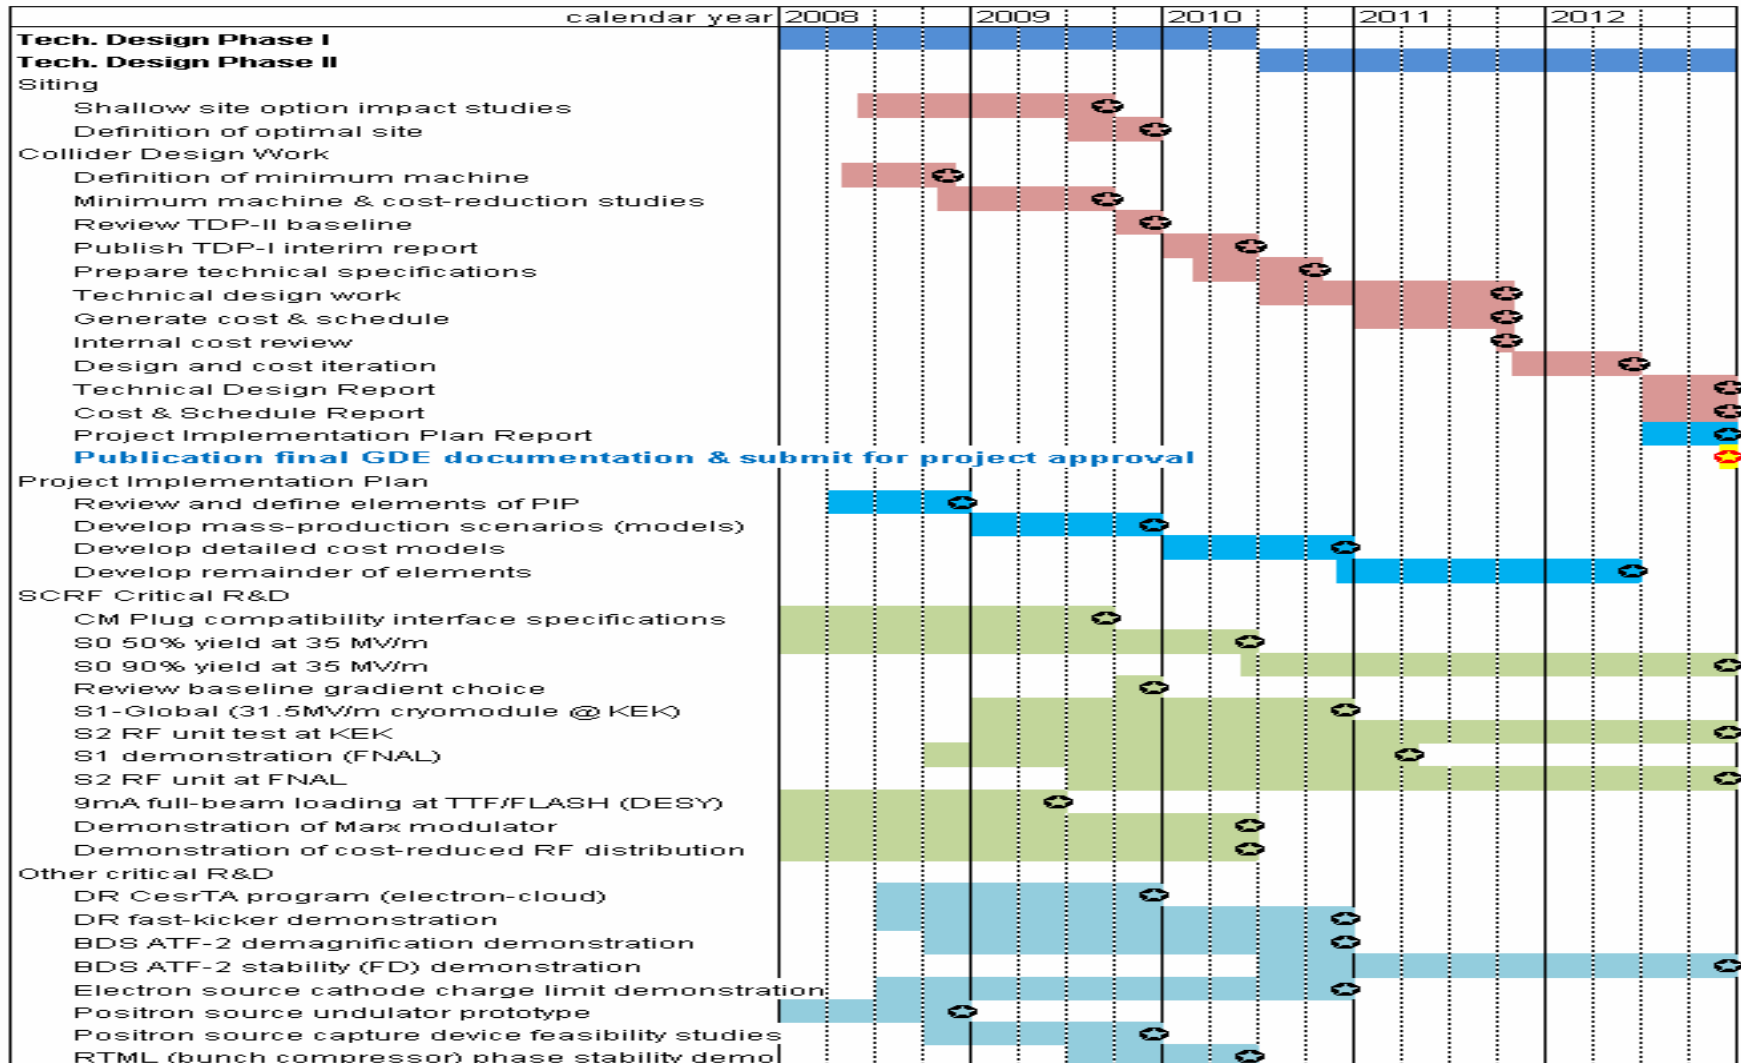 calendar year 2008 2009 2010 2011 2012
Tech. Design Phase I
Tech. Design Phase II
Siting
Shallow site option impact studies
Definition of optimal site
Collider Design Work
Definition of minimum machine
Minimum machine & cost-reduction studies
Review TDP-II baseline
Publish TDP-I interim report
Prepare technical specifications
Technical design work
Generate cost & schedule
Internal cost review
Design and cost iteration
Technical Design Report
Cost & Schedule Report
Project Implementation Plan Report
Publication final GDE documentation & submit for project approval
Project Implementation Plan
Review and define elements of PIP
Develop mass-production scenarios (models)
Develop detailed cost models
Develop remainder of elements
SCRF Critical R&D
CM Plug compatibility interface specifications
S0 50% yield at 35 MV/m
S0 90% yield at 35 MV/m
Review baseline gradient choice
S1-Global (31.5MV/m cryomodule @ KEK)
S2 RF unit test at KEK
S1 demonstration (FNAL)
S2 RF unit at FNAL
9mA full-beam loading at TTF/FLASH (DESY)
Demonstration of Marx modulator
Demonstration of cost-reduced RF distribution
Other critical R&D
DR CesrTA program (electron-cloud)
DR fast-kicker demonstration
BDS ATF-2 demagnification demonstration
BDS ATF-2 stability (FD) demonstration
Electron source cathode charge limit demonstration
Positron source undulator prototype
Positron source capture device feasibility studies
RTML (bunch compressor) phase stability demo